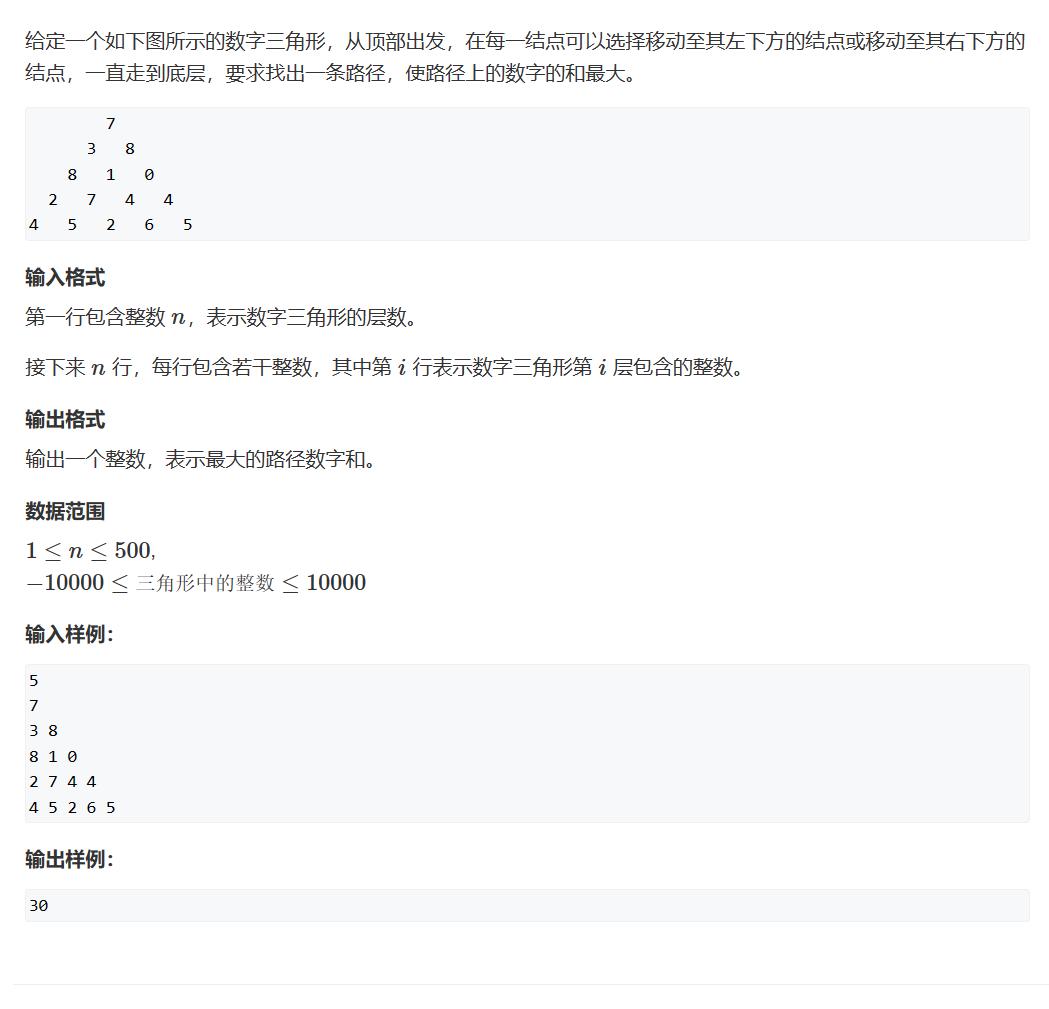 给定一个如下图所示的数字三角形，从顶部出发，在每一结点可以选择移动至其左下方的结点或移动至其右下方的
结点，一直走到底层，要求找出一条路径，使路径上的数字的和最大。
7
3 8
8 1 0
2 7 4 4
4 5 2 6 5
输入格式
第一行包含整数 n，表示数字三角形的层数。
接下来 n 行，每行包含若干整数，其中第 i 行表示数字三角形第 i 层包含的整数。
输出格式
输出一个整数，表示最大的路径数字和。
数据范围
1 ≤ n ≤ 500,
−10000 ≤ 三角形中的整数 ≤ 10000
输入样例：
5
7
3 8
8 1 0
2 7 4 4
4 5 2 6 5
输出样例：
30